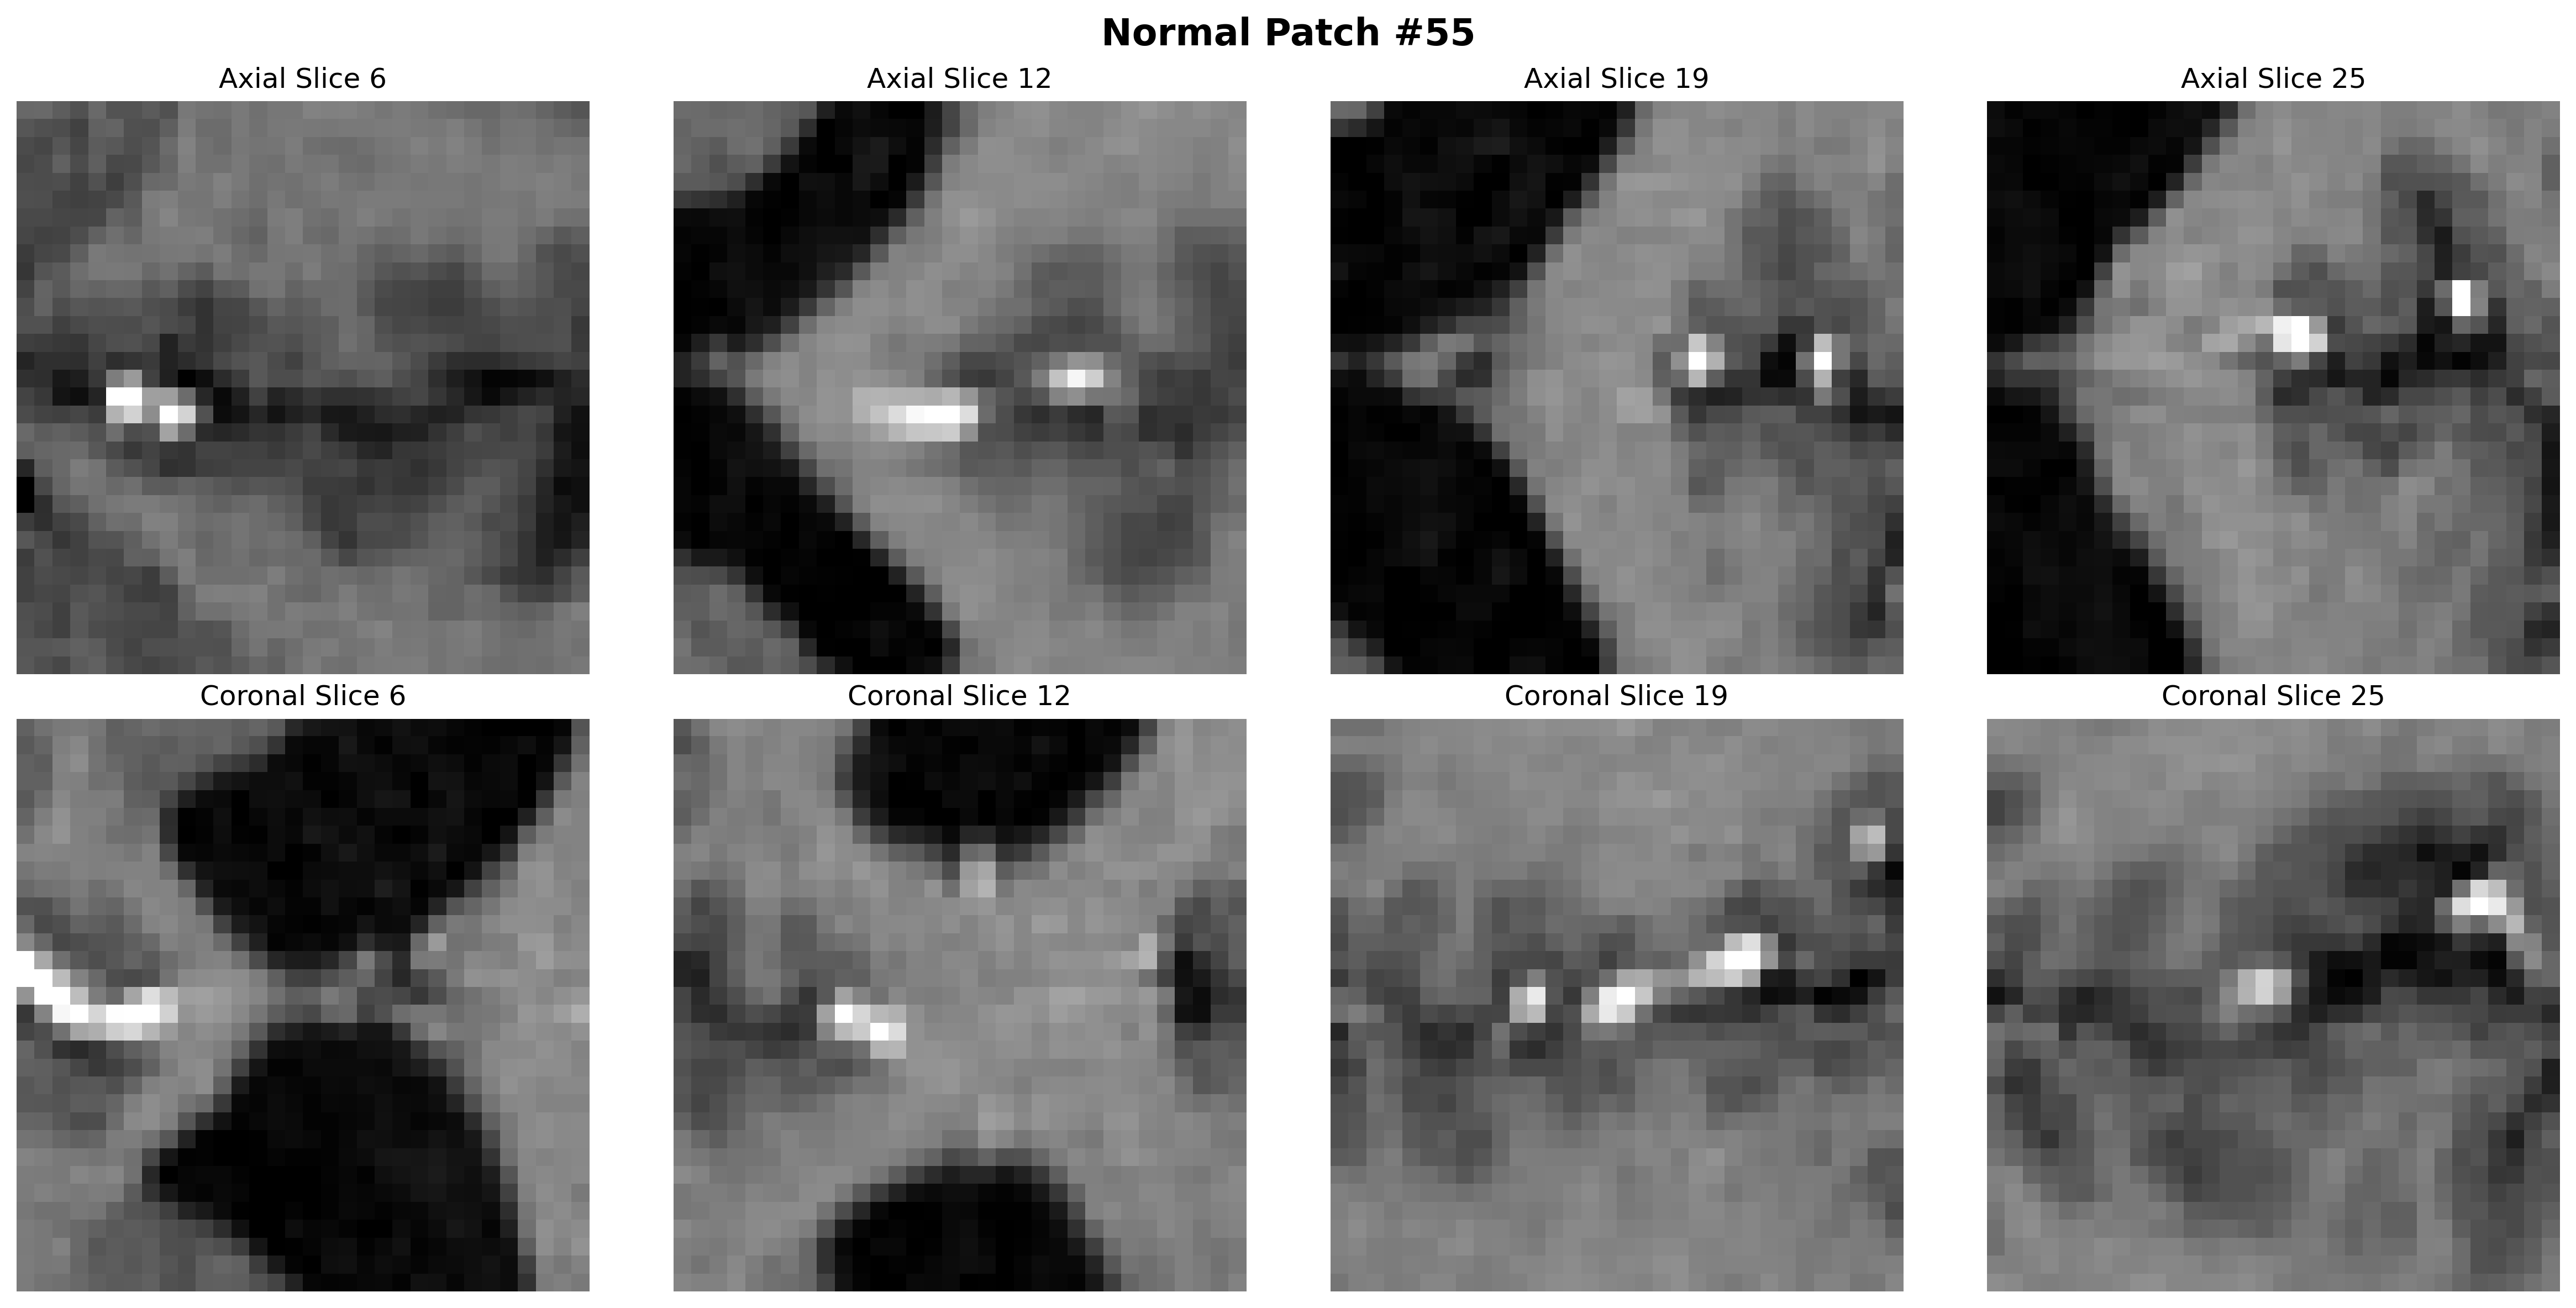 Normal Patch #55
Axial Slice 6
Axial Slice 12
Axial Slice 19
Axial Slice 25
Coronal Slice 6
Coronal Slice 12
Coronal Slice 19
Coronal Slice 25